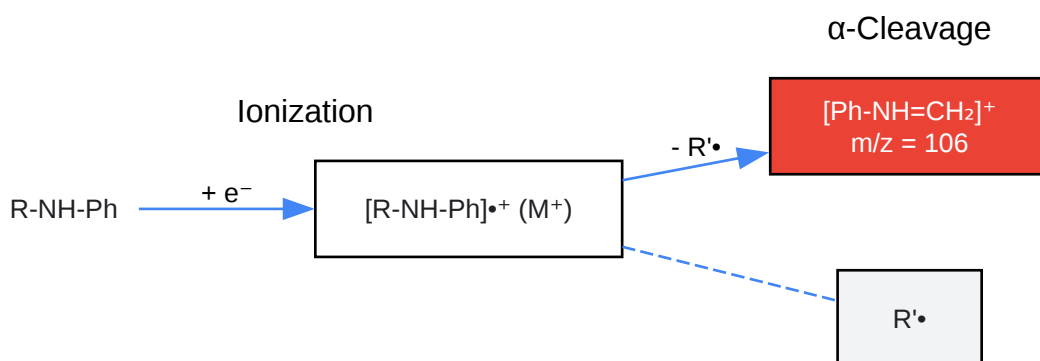 α-Cleavage
Ionization
[Ph-NH=CH₂]⁺
m/z = 106
- R'•
+ e⁻
R-NH-Ph
[R-NH-Ph]•⁺ (M⁺)
R'•